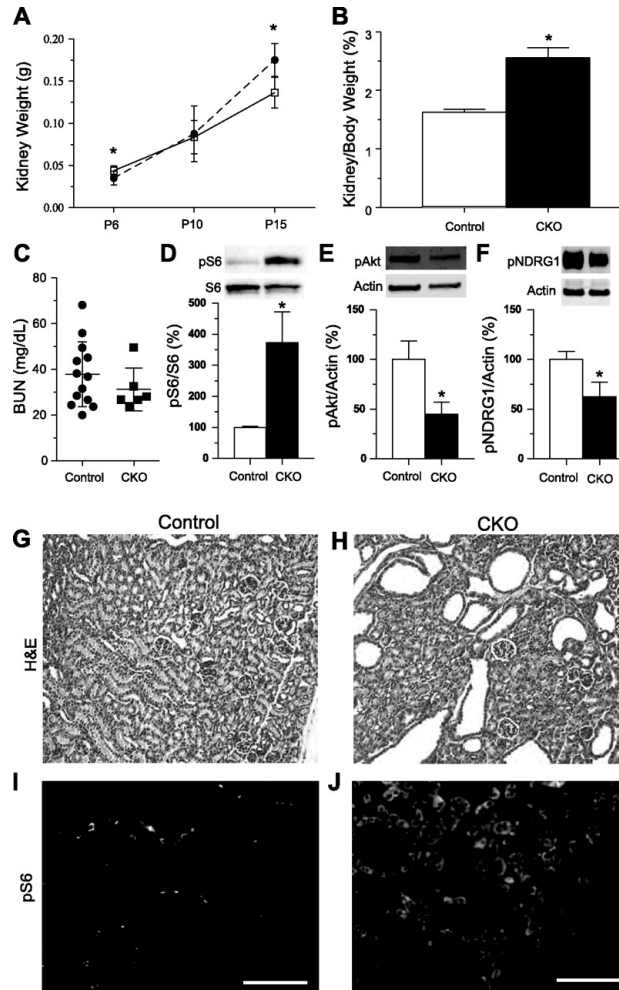 A
Kidney Weight (g)
0.20
0.15
0.10
0.05
0.00
P6
P10
P15
*
*
B
Kidney/Body Weight (%)
3
2
1
0
Control
CKO
*
C
BUN (mg/dL)
80
60
40
20
0
Control
CKO
D
pS6
S6
pS6/S6 (%)
500
400
300
200
100
0
*
Control
CKO
E
pAkt
Actin
pAkt/Actin (%)
150
100
50
0
*
Control
CKO
F
pNDRG1
Actin
pNDRG1/Actin (%)
150
100
50
0
*
Control
CKO
Control
CKO
G
H
H&E
I
J
pS6